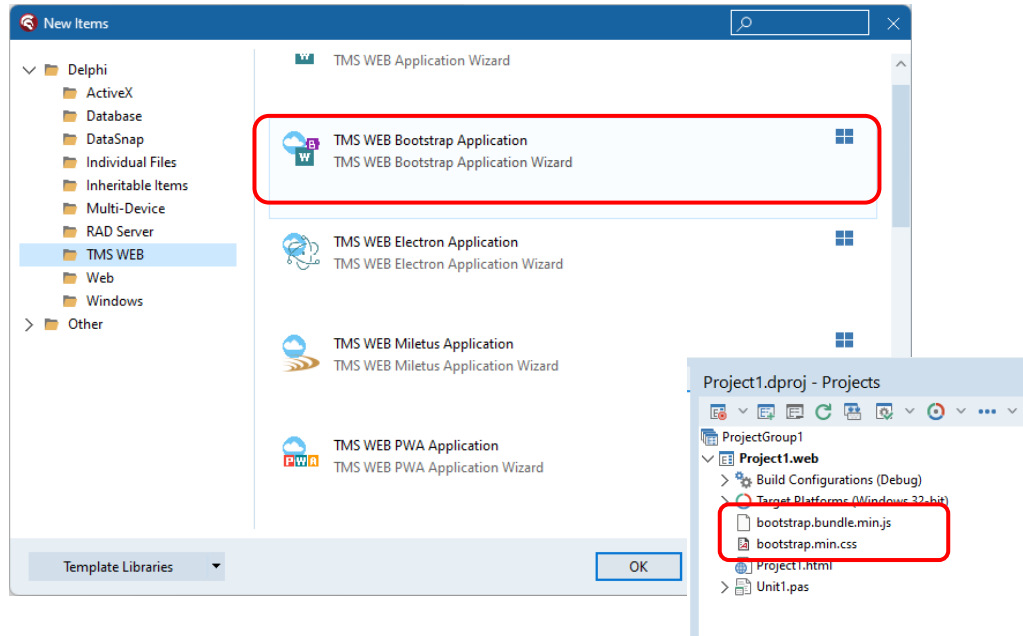 New Items
Delphi
ActiveX
Database
DataSnap
Individual Files
Inheritable Items
Multi-Device
RAD Server
TMS WEB
Web
Windows
Other
TMS WEB Application Wizard
TMS WEB Bootstrap Application
TMS WEB Bootstrap Application Wizard
TMS WEB Electron Application
TMS WEB Electron Application Wizard
TMS WEB Miletus Application
TMS WEB Miletus Application Wizard
TMS WEB PWA Application
TMS WEB PWA Application Wizard
Template Libraries
OK
Project1.dproj - Projects
ProjectGroup1
Project1.web
Build Configurations (Debug)
Target Platforms (Windows 32-bit)
bootstrap.bundle.min.js
bootstrap.min.css
Project1.html
Unit1.pas